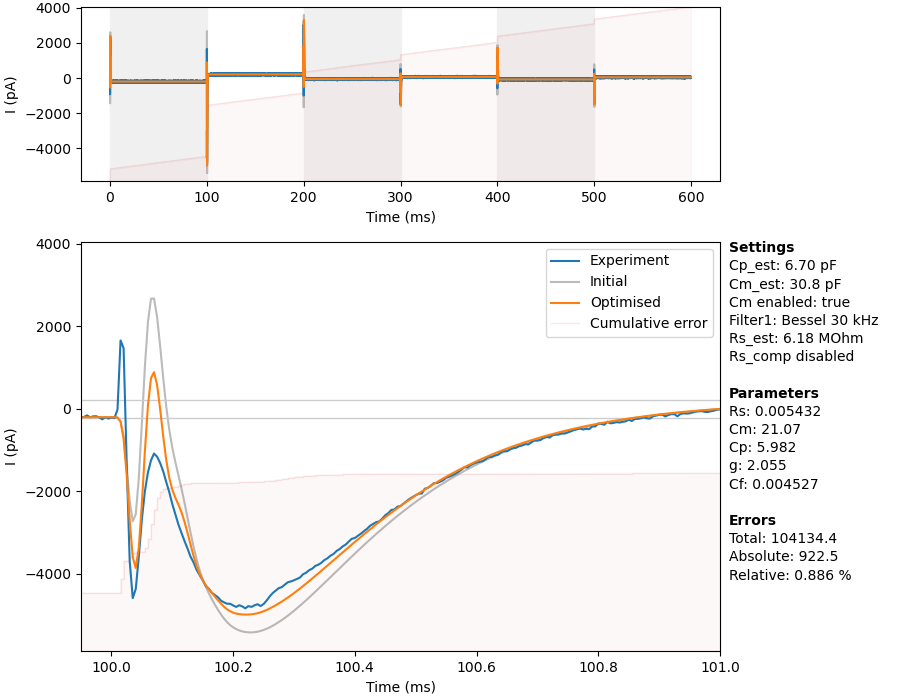 4000
2000
0
−2000
−4000
I (pA)
0 100 200 300 400 500 600
Time (ms)
4000
2000
0
−2000
−4000
I (pA)
100.0 100.2 100.4 100.6 100.8 101.0
Time (ms)
Experiment
Initial
Optimised
Cumulative error
Settings
Cp_est: 6.70 pF
Cm_est: 30.8 pF
Cm enabled: true
Filter1: Bessel 30 kHz
Rs_est: 6.18 MOhm
Rs_comp disabled
Parameters
Rs: 0.005432
Cm: 21.07
Cp: 5.982
g: 2.055
Cf: 0.004527
Errors
Total: 104134.4
Absolute: 922.5
Relative: 0.886 %